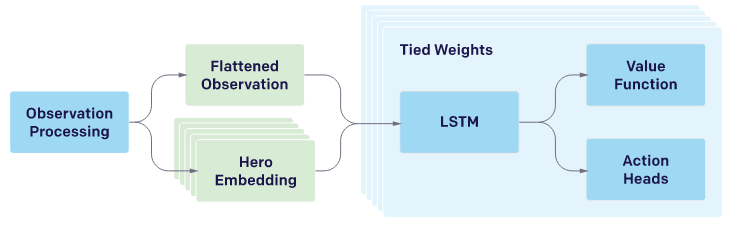 Observation
Processing
Flattened
Observation
Hero
Embedding
Tied Weights
LSTM
Value
Function
Action
Heads